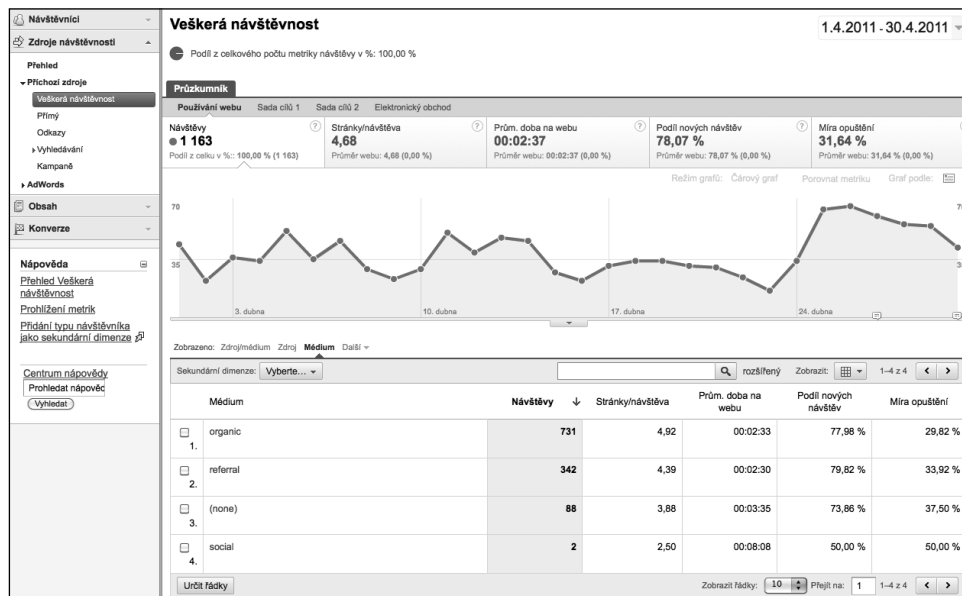 Návštěvníci
Zdroje návštěvnosti
Přehled
Příchozí zdroje
Veškerá návštěvnost
Přímý
Odkazy
Vyhledávání
Kampaně
AdWords
Obsah
Konverze
Nápověda
Přehled Veškerá
návštěvnost
Prohlížení metrik
Přidání typu návštěvníka
jako sekundární dimenze
Centrum nápovědy
Prohledat nápověc
Vyhledat
Veškerá návštěvnost
1.4.2011 - 30.4.2011
Podíl z celkového počtu metriky návštěvy v %: 100,00 %
Průzkumník
Používání webu Sada cílů 1 Sada cílů 2 Elektronický obchod
Návštěvy
1 163
Podíl z celku v %:: 100,00 % (1 163)
Stránky/návštěva
4,68
Průměr webu: 4,68 (0,00 %)
Prům. doba na webu
00:02:37
Průměr webu: 00:02:37 (0,00 %)
Podíl nových návštěv
78,07 %
Průměr webu: 78,07 % (0,00 %)
Míra opuštění
31,64 %
Průměr webu: 31,64 % (0,00 %)
Režim grafů: Čárový graf Porovnat metriku Graf podle:
70
35
3. dubna 10. dubna 17. dubna 24. dubna
Zobrazeno: Zdroj/médium Zdroj Médium Další
Sekundární dimenze: Vyberte... rozšířený Zobrazit: 1–4 z 4
Médium Návštěvy Stránky/návštěva Prům. doba na webu Podíl nových návštěv Míra opuštění
1. organic 731 4,92 00:02:33 77,98 % 29,82 %
2. referral 342 4,39 00:02:30 79,82 % 33,92 %
3. (none) 88 3,88 00:03:35 73,86 % 37,50 %
4. social 2 2,50 00:08:08 50,00 % 50,00 %
Určit řádky Zobrazit řádky: 10 Přejít na: 1 1–4 z 4